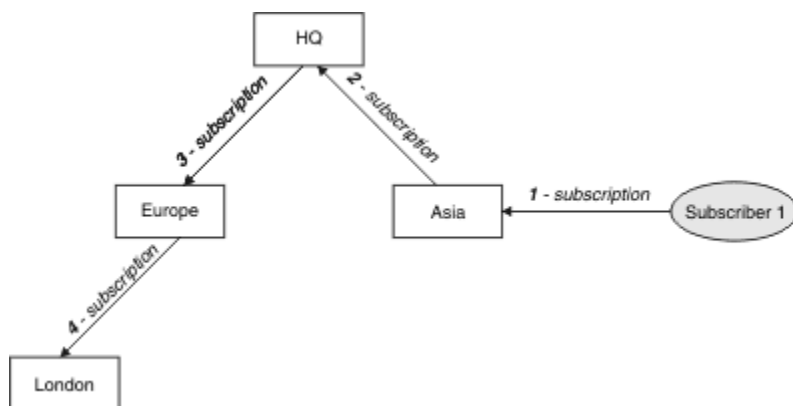 HQ
3 - subscription
2 - subscription
Europe
Asia
1 - subscription
Subscriber 1
4 - subscription
London